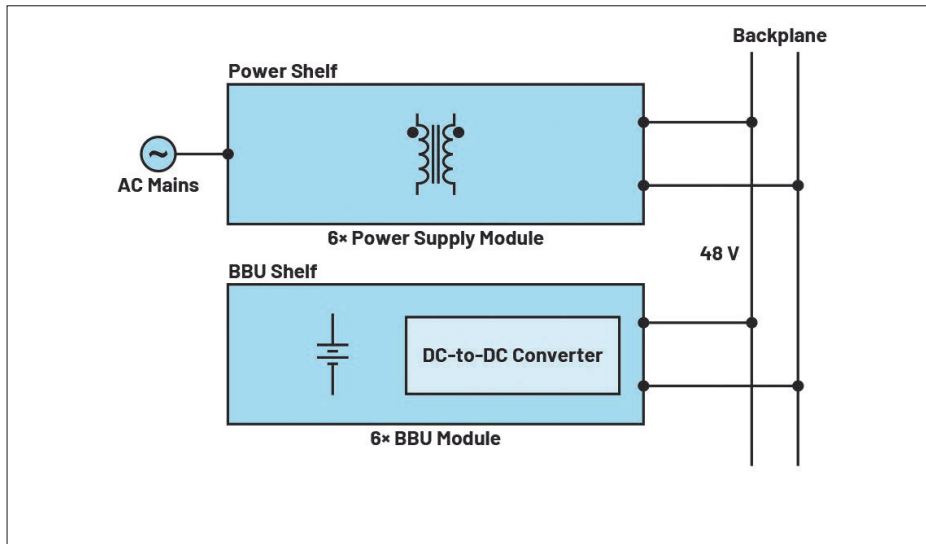 Backplane
Power Shelf
~
AC Mains
6× Power Supply Module
48 V
BBU Shelf
DC-to-DC Converter
6× BBU Module